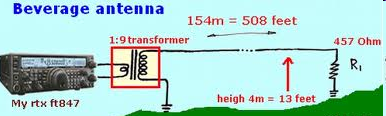 Beverage antenna
154m = 508 feet
1:9 transformer
457 Ohm
R1
heigh 4m = 13 feet
My rtx ft847